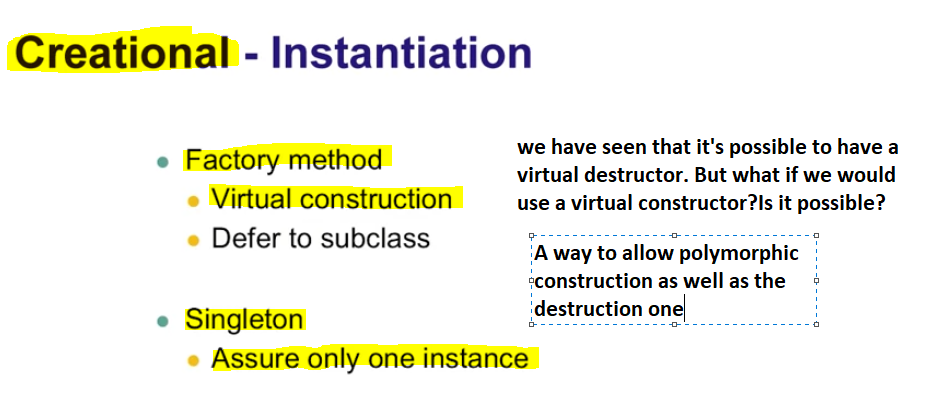 Creational - Instantiation
Factory method
Virtual construction
Defer to subclass
Singleton
Assure only one instance
we have seen that it's possible to have a
virtual destructor. But what if we would
use a virtual constructor?Is it possible?
A way to allow polymorphic
construction as well as the
destruction one